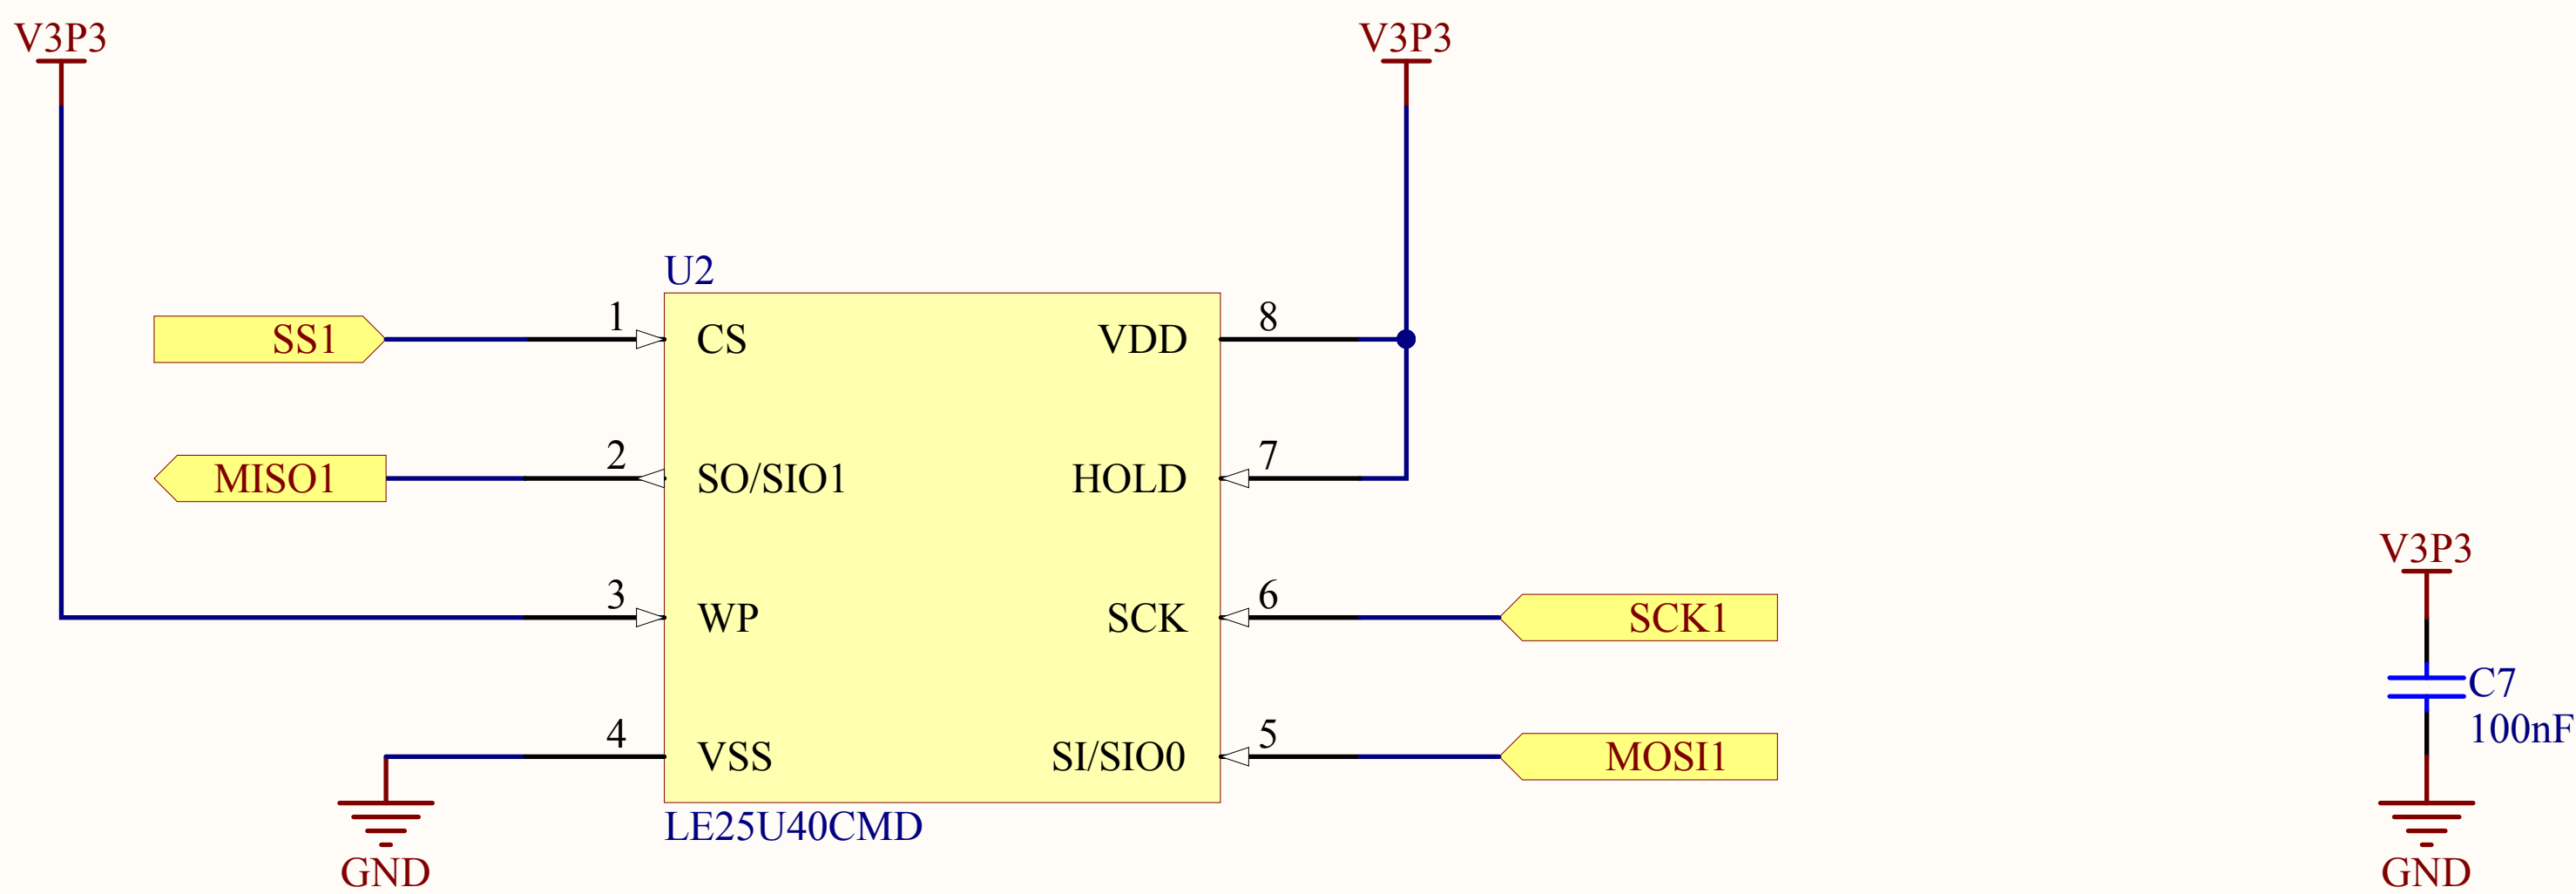 V3P3
V3P3
U2
SS1
1
CS
VDD
8
MISO1
2
SO/SIO1
HOLD
7
3
WP
SCK
6
SCK1
4
VSS
SI/SIO0
5
MOSI1
LE25U40CMD
GND
V3P3
C7
100nF
GND